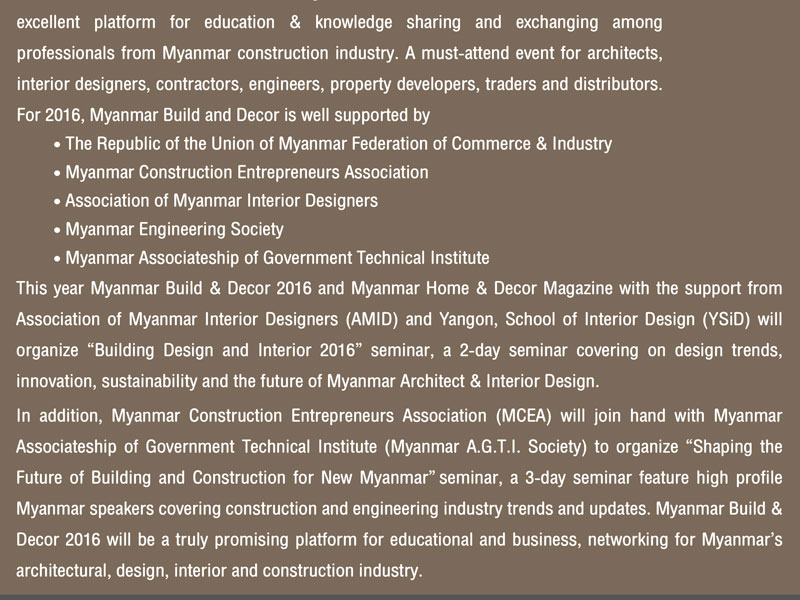 excellent platform for education & knowledge sharing and exchanging among
professionals from Myanmar construction industry. A must-attend event for architects,
interior designers, contractors, engineers, property developers, traders and distributors.
For 2016, Myanmar Build and Decor is well supported by
• The Republic of the Union of Myanmar Federation of Commerce & Industry
• Myanmar Construction Entrepreneurs Association
• Association of Myanmar Interior Designers
• Myanmar Engineering Society
• Myanmar Associateship of Government Technical Institute
This year Myanmar Build & Decor 2016 and Myanmar Home & Decor Magazine with the support from
Association of Myanmar Interior Designers (AMID) and Yangon, School of Interior Design (YSiD) will
organize “Building Design and Interior 2016” seminar, a 2-day seminar covering on design trends,
innovation, sustainability and the future of Myanmar Architect & Interior Design.
In addition, Myanmar Construction Entrepreneurs Association (MCEA) will join hand with Myanmar
Associateship of Government Technical Institute (Myanmar A.G.T.I. Society) to organize “Shaping the
Future of Building and Construction for New Myanmar” seminar, a 3-day seminar feature high profile
Myanmar speakers covering construction and engineering industry trends and updates. Myanmar Build &
Decor 2016 will be a truly promising platform for educational and business, networking for Myanmar’s
architectural, design, interior and construction industry.